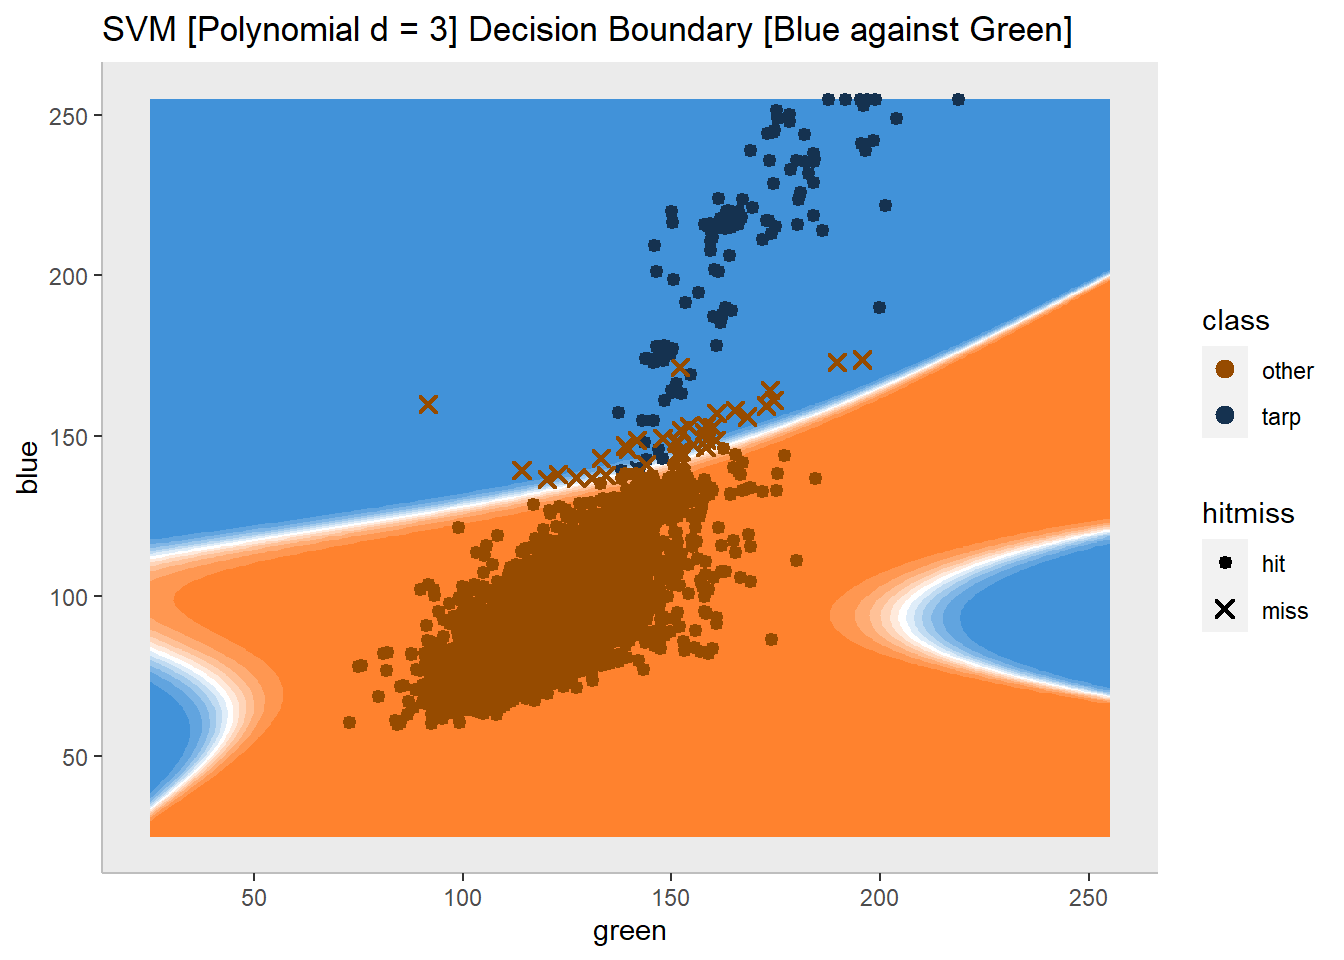 SVM [Polynomial d = 3] Decision Boundary [Blue against Green]
250
200
150
100
50
blue
50
100
150
200
250
green
class
other
tarp
hitmiss
hit
miss